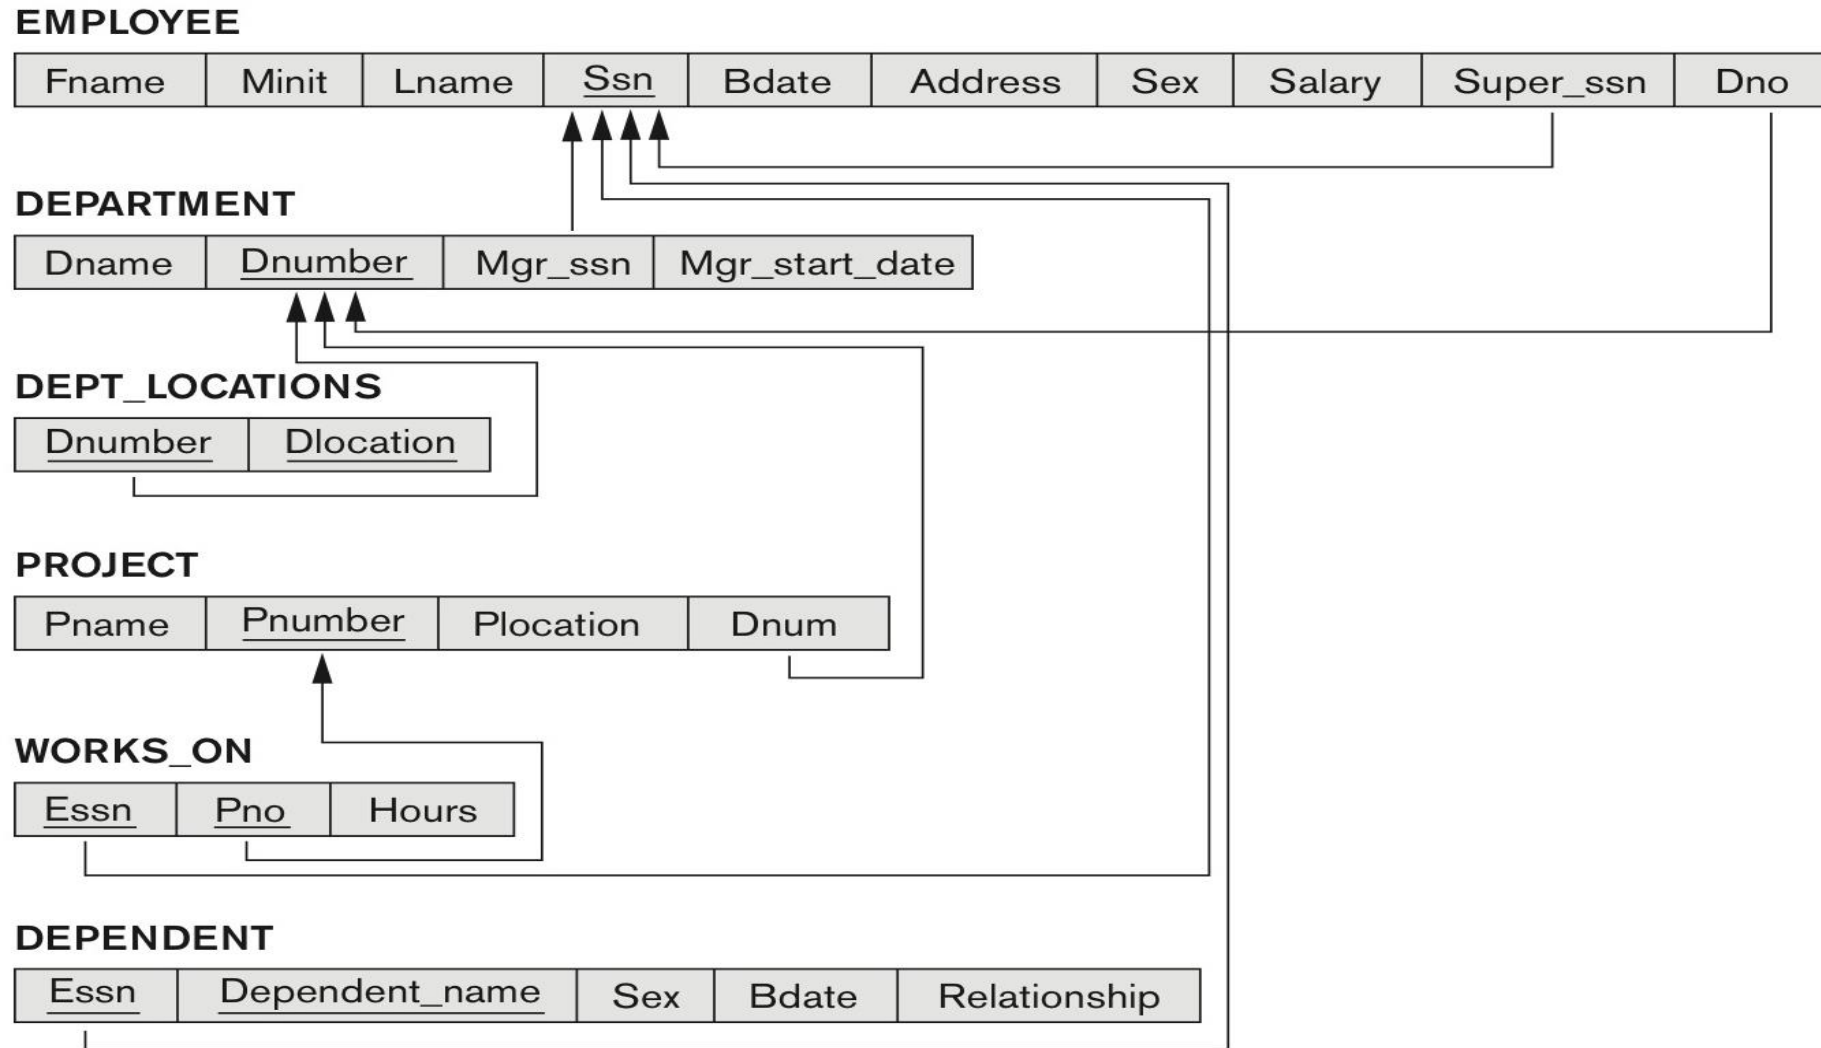 EMPLOYEE
Fname Minit Lname Ssn Bdate Address Sex Salary Super_ssn Dno
DEPARTMENT
Dname Dnumber Mgr_ssn Mgr_start_date
DEPT_LOCATIONS
Dnumber Dlocation
PROJECT
Pname Pnumber Plocation Dnum
WORKS_ON
Essn Pno Hours
DEPENDENT
Essn Dependent_name Sex Bdate Relationship